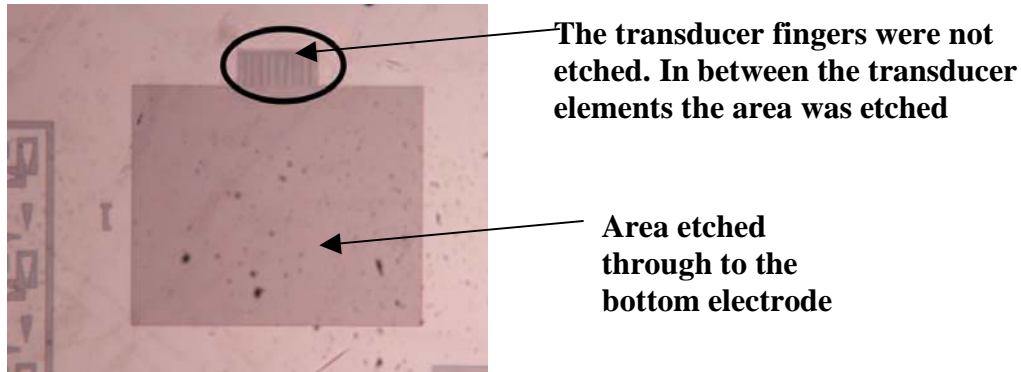 The transducer fingers were not
etched. In between the transducer
elements the area was etched
Area etched
through to the
bottom electrode